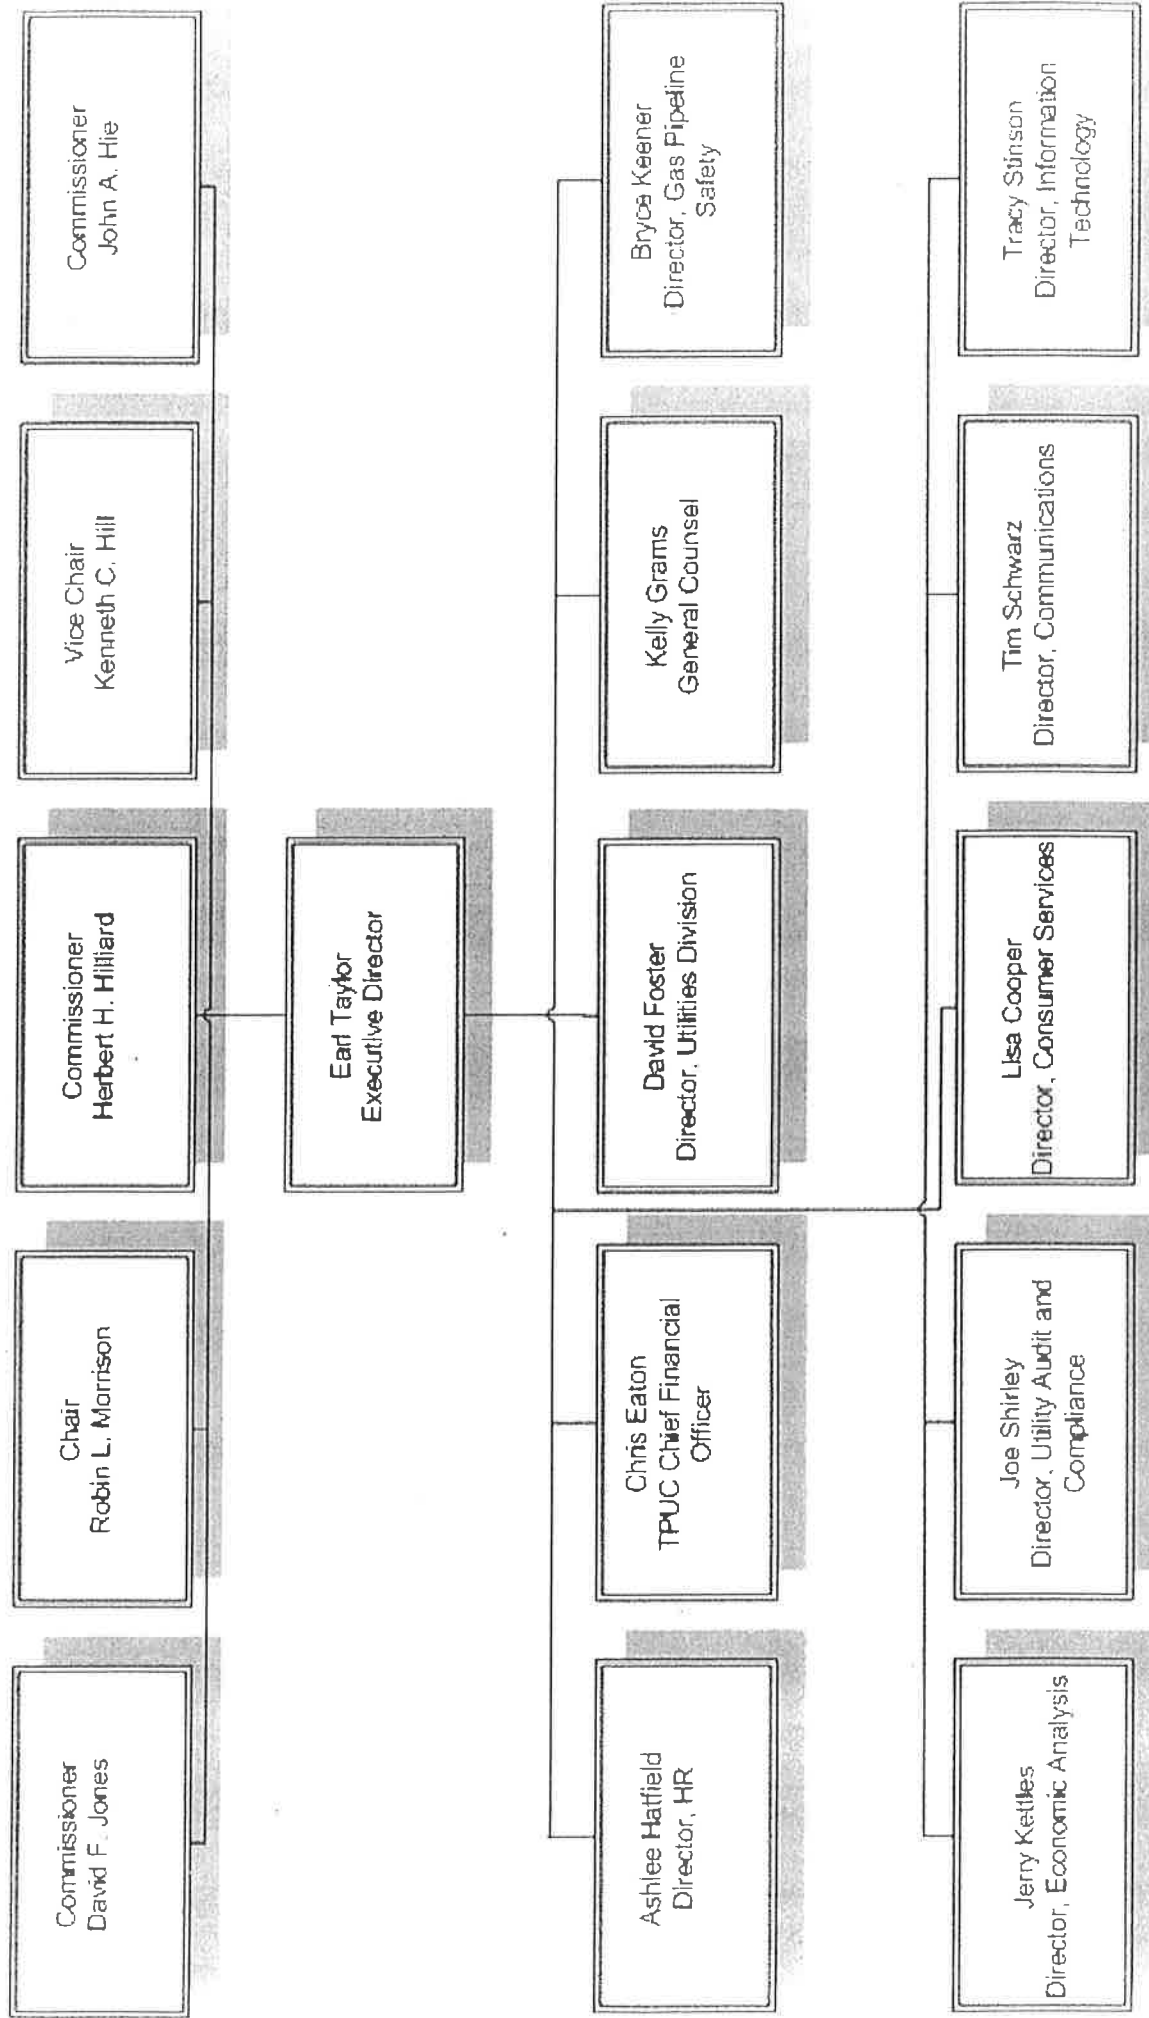 Commissioner
David F. Jones
Chair
Robin L. Morrison
Commissioner
Herbert H. Hilliard
Vice Chair
Kenneth C. Hill
Commissioner
John A. Hie
Earl Taylor
Executive Director
Ashlee Hatfield
Director, HR
Chris Eaton
TPUC Chief Financial
Officer
David Foster
Director, Utilities Division
Kelly Grams
General Counsel
Bryce Keener
Director, Gas Pipeline
Safety
Jerry Kettles
Director, Economic Analysis
Joe Shirley
Director, Utility Audit and
Compliance
Lisa Cooper
Director, Consumer Services
Tim Schwarz
Director, Communications
Tracy Stinson
Director, Information
Technology